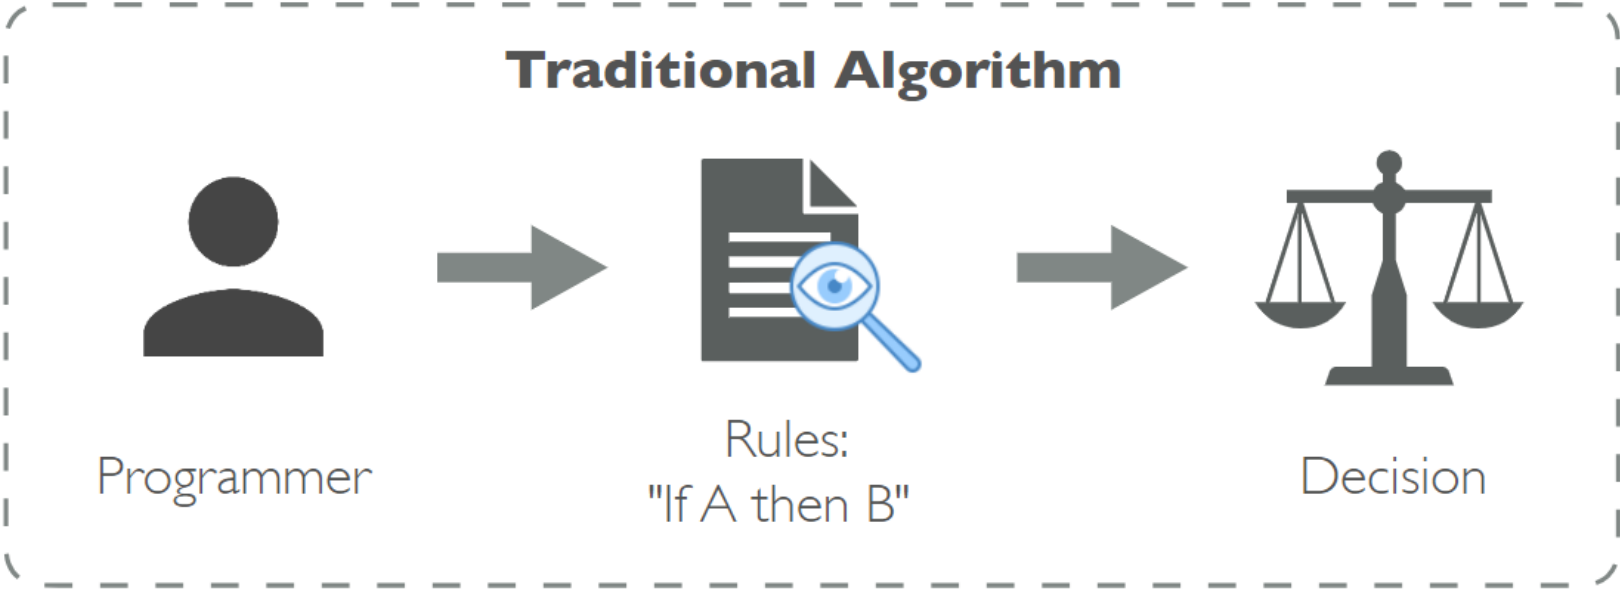 Traditional Algorithm
Programmer
Rules:
"If A then B"
Decision